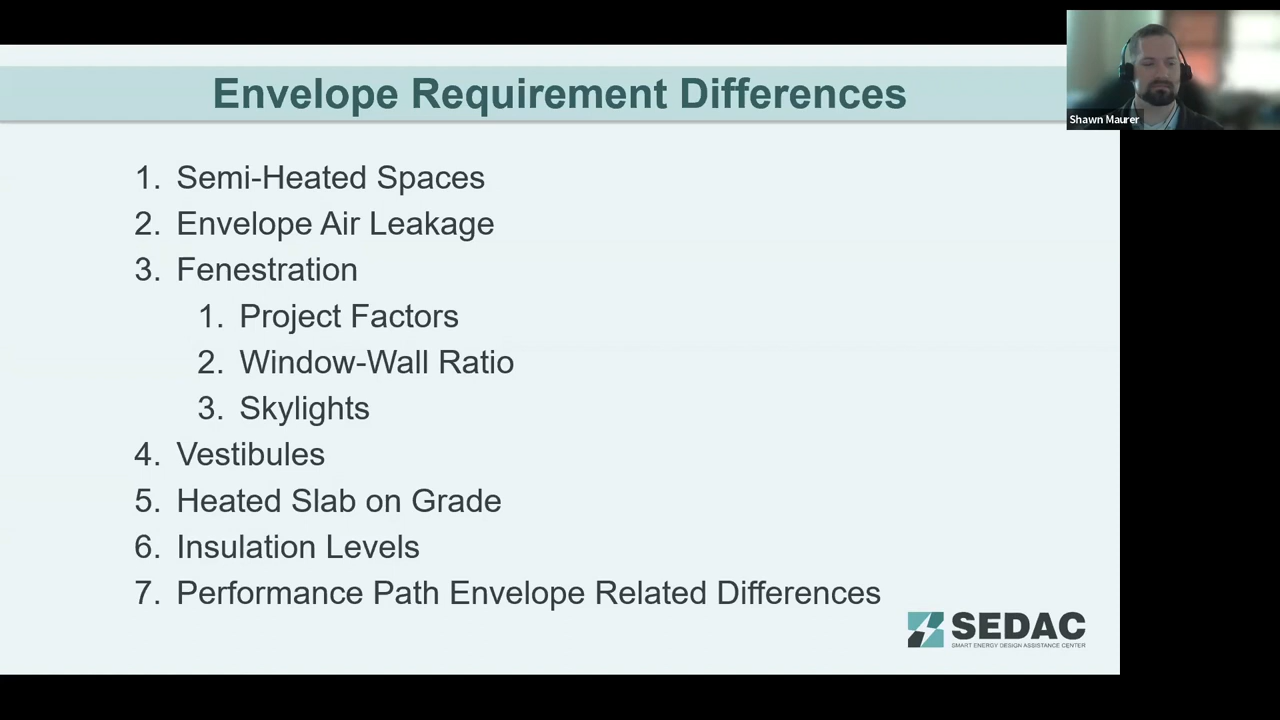 Envelope Requirement Differences
Shawn Maurer
1. Semi-Heated Spaces
2. Envelope Air Leakage
3. Fenestration
1. Project Factors
2. Window-Wall Ratio
3. Skylights
4. Vestibules
5. Heated Slab on Grade
6. Insulation Levels
7. Performance Path Envelope Related Differences
SEDAC
SMART ENERGY DESIGN ASSISTANCE CENTER